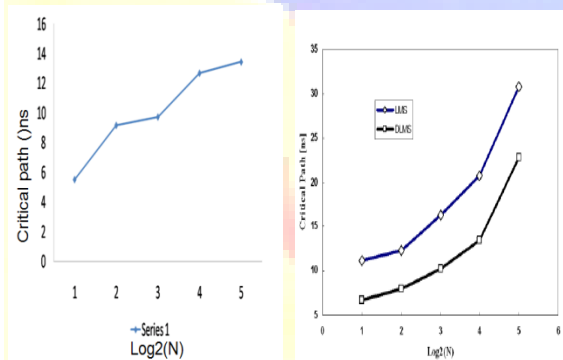 16
14
12
10
8
6
4
2
0
Critical path ()ns
1 2 3 4 5
Series1
Log2(N)
35
30
25
20
15
10
5
Critical Path [ns]
LMS
DLMS
0 1 2 3 4 5 6
Log2(N)